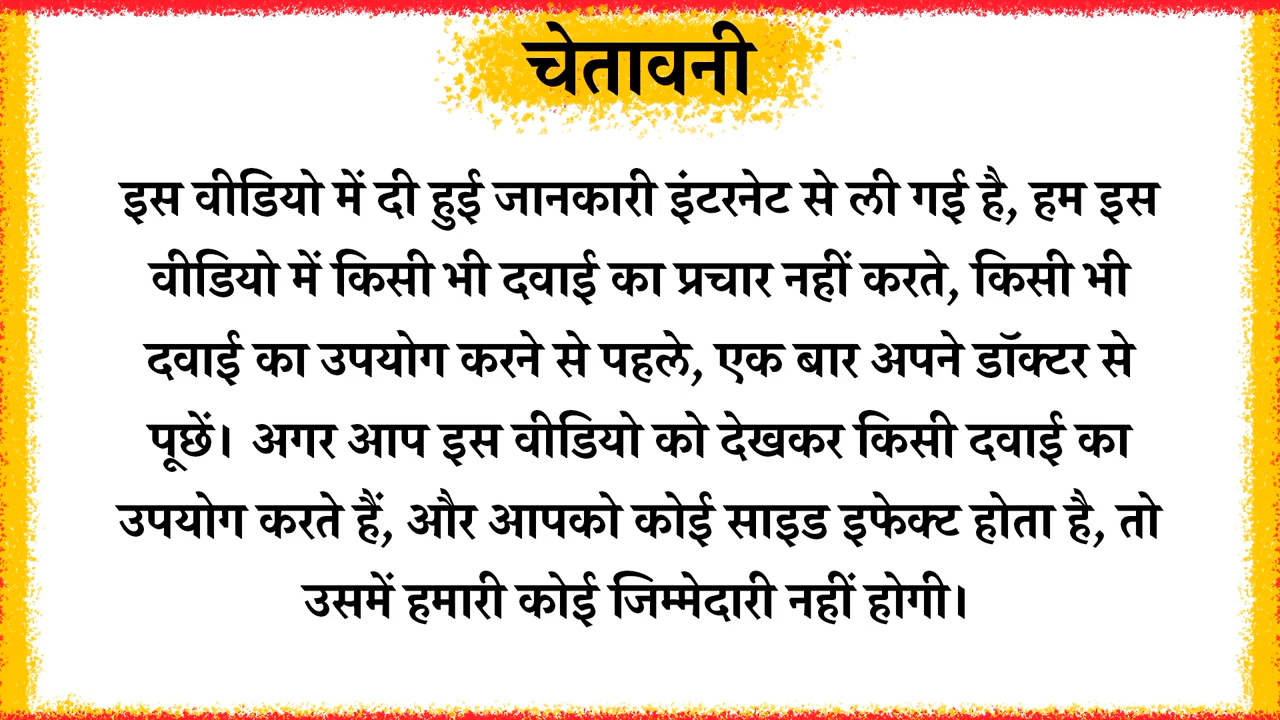 चेतावनी
इस वीडियो में दी हुई जानकारी इंटरनेट से ली गई है, हम इस
वीडियो में किसी भी दवाई का प्रचार नहीं करते, किसी भी
दवाई का उपयोग करने से पहले, एक बार अपने डॉक्टर से
पूछें। अगर आप इस वीडियो को देखकर किसी दवाई का
उपयोग करते हैं, और आपको कोई साइड इफेक्ट होता है, तो
उसमें हमारी कोई जिम्मेदारी नहीं होगी।